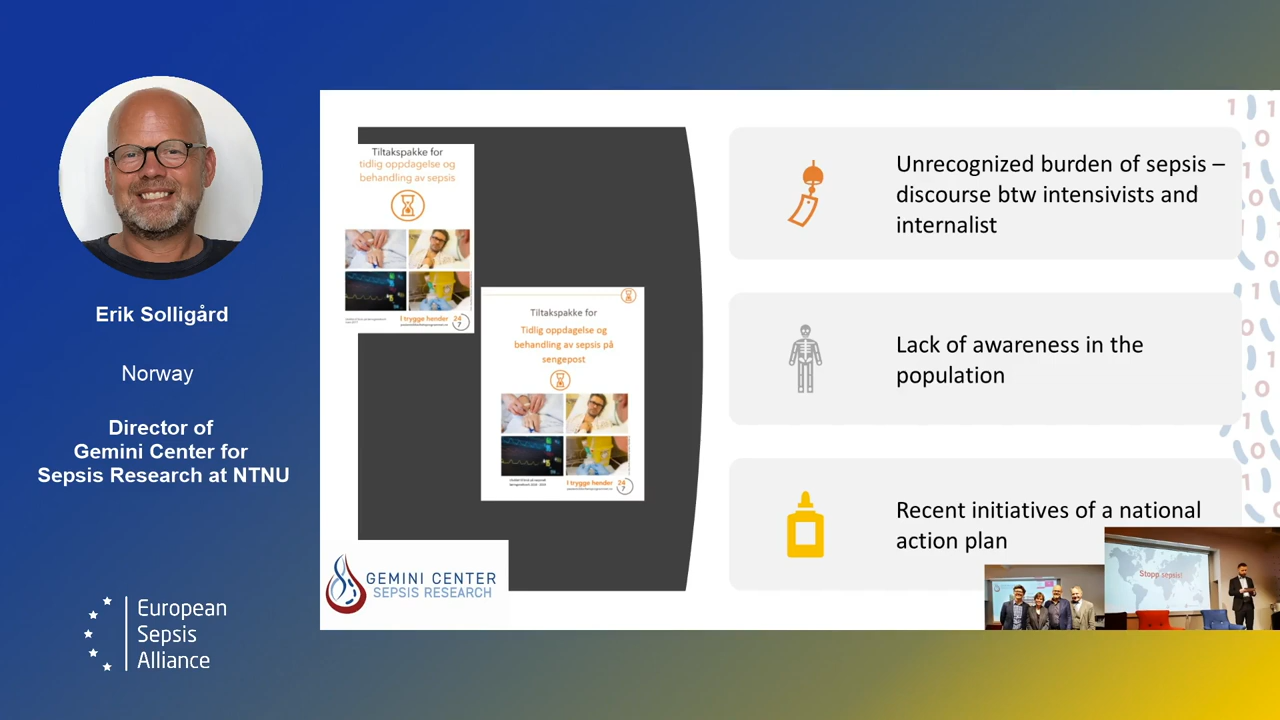 Erik Solligård
Norway
Director of
Gemini Center for
Sepsis Research at NTNU
European
Sepsis
Alliance
Tiltakspakke for
tidlig oppdagelse og
behandling av sepsis
I trygge hender
24
7
Tiltakspakke for
Tidlig oppdagelse og
behandling av sepsis på
sengepost
I trygge hender
24
7
GEMINI CENTER
SEPSIS RESEARCH
Unrecognized burden of sepsis –
discourse btw intensivists and
internalist
Lack of awareness in the
population
Recent initiatives of a national
action plan
Stopp sepsis!